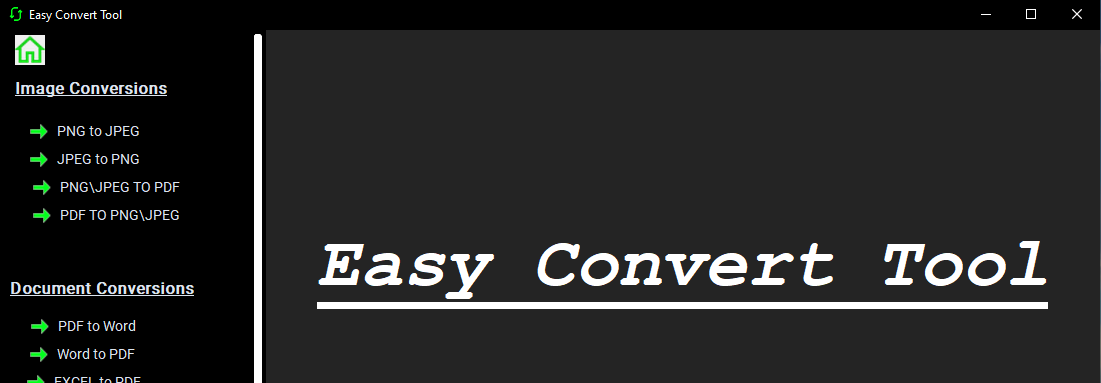 Easy Convert Tool
Image Conversions
PNG to JPEG
JPEG to PNG
PNG\JPEG TO PDF
PDF TO PNG\JPEG
Document Conversions
PDF to Word
Word to PDF
EXCEL to PDF
Easy Convert Tool